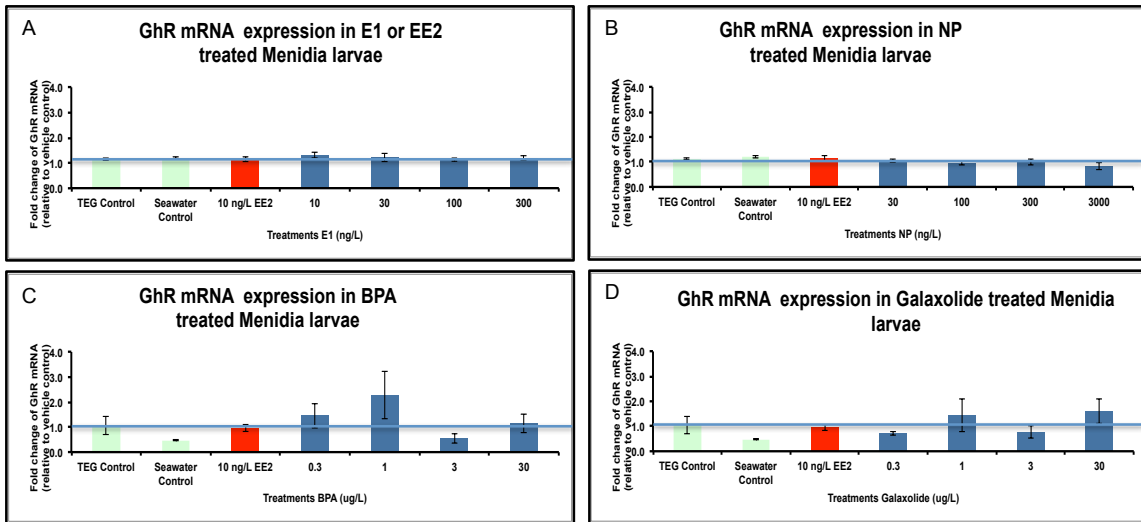 A
GhR mRNA expression in E1 or EE2
treated Menidia larvae
Fold change of GhR mRNA
(relative to vehicle control)
4.0
3.0
2.0
1.0
0.0
TEG Control
Seawater
Control
10 ng/L EE2
10
30
100
300
Treatments E1 (ng/L)
B
GhR mRNA expression in NP
treated Menidia larvae
Fold change of GhR mRNA
(relative to vehicle control)
4.0
3.0
2.0
1.0
0.0
TEG Control
Seawater
Control
10 ng/L EE2
30
100
300
3000
Treatments NP (ng/L)
C
GhR mRNA expression in BPA
treated Menidia larvae
Fold change of GhR mRNA
(relative to vehicle control)
4.0
3.0
2.0
1.0
0.0
TEG Control
Seawater
Control
10 ng/L EE2
0.3
1
3
30
Treatments BPA (ug/L)
D
GhR mRNA expression in Galaxolide treated Menidia
larvae
Fold change of GhR mRNA
(relative to vehicle control)
4.0
3.0
2.0
1.0
0.0
TEG Control
Seawater
Control
10 ng/L EE2
0.3
1
3
30
Treatments Galaxolide (ug/L)